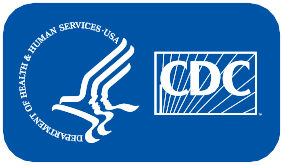 DEPARTMENT OF HEALTH & HUMAN SERVICES·USA
CDC